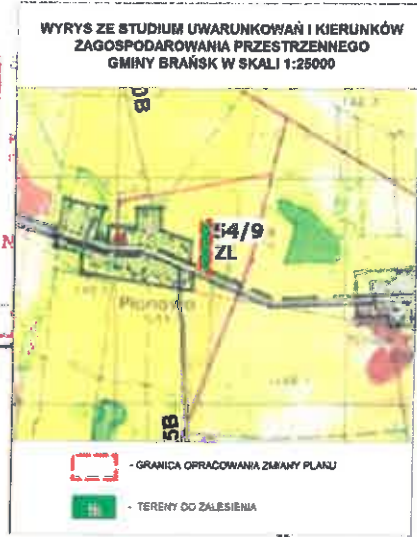 WYRYS ZE STUDIUM UWARUNKOWAŃ I KIERUNKÓW
ZAGOSPODAROWANIA PRZESTRZENNEGO
GMINY BRAŃSK W SKALI 1:25000
54/9
ZL
5B
- GRANICA OPRACOWANIA ZMIANY PLANU
- TERENY DO ZALESIENIA